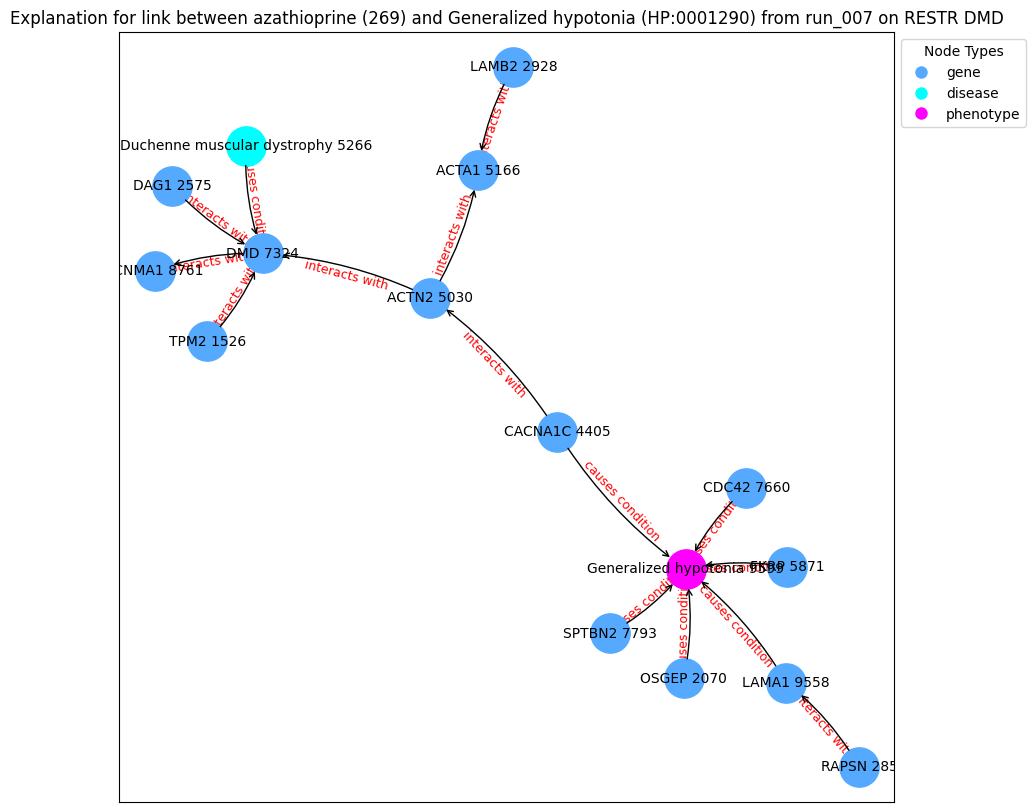 Explanation for link between azathioprine (269) and Generalized hypotonia (HP:0001290) from run_007 on RESTR DMD
Node Types
gene
disease
phenotype
LAMB2 2928
interacts with
ACTA1 5166
Duchenne muscular dystrophy 5266
causes condition
DAG1 2575
interacts with
DMD 7324
interacts with
CNMA1 8761
interacts with
TPM2 1526
interacts with
interacts with
ACTN2 5030
interacts with
CACNA1C 4405
causes condition
CDC42 7660
causes condition
Generalized hypotonia 9599
causes condition
5871
SPTBN2 7793
causes condition
OSGEP 2070
causes condition
causes condition
LAMA1 9558
interacts with
RAPSN 285